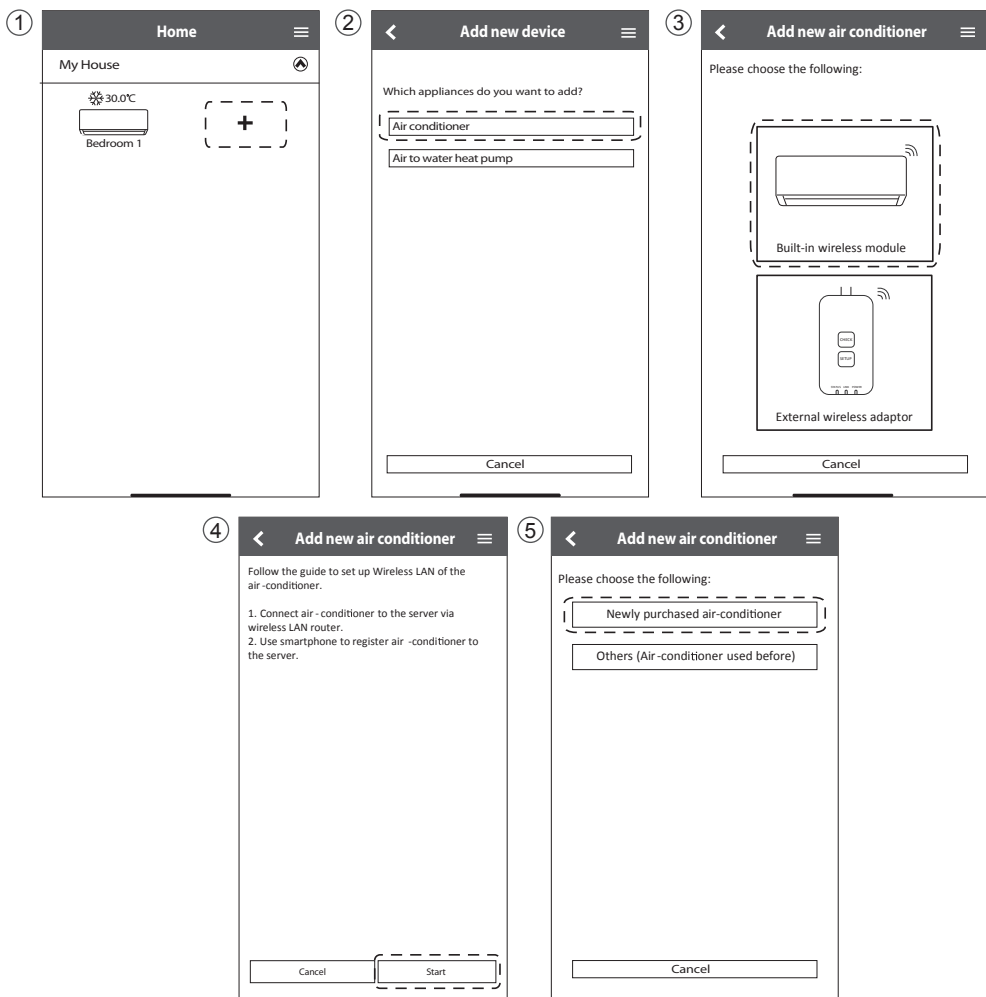 ①
Home
My House
30.0℃
Bedroom 1
+
②
Add new device
Which appliances do you want to add?
Air conditioner
Air to water heat pump
Cancel
③
Add new air conditioner
Please choose the following:
Built-in wireless module
CHECK
SETUP
External wireless adaptor
Cancel
④
Add new air conditioner
Follow the guide to set up Wireless LAN of the
air-conditioner.
1. Connect air - conditioner to the server via
wireless LAN router.
2. Use smartphone to register air -conditioner to
the server.
Cancel
Start
⑤
Add new air conditioner
Please choose the following:
Newly purchased air-conditioner
Others (Air-conditioner used before)
Cancel